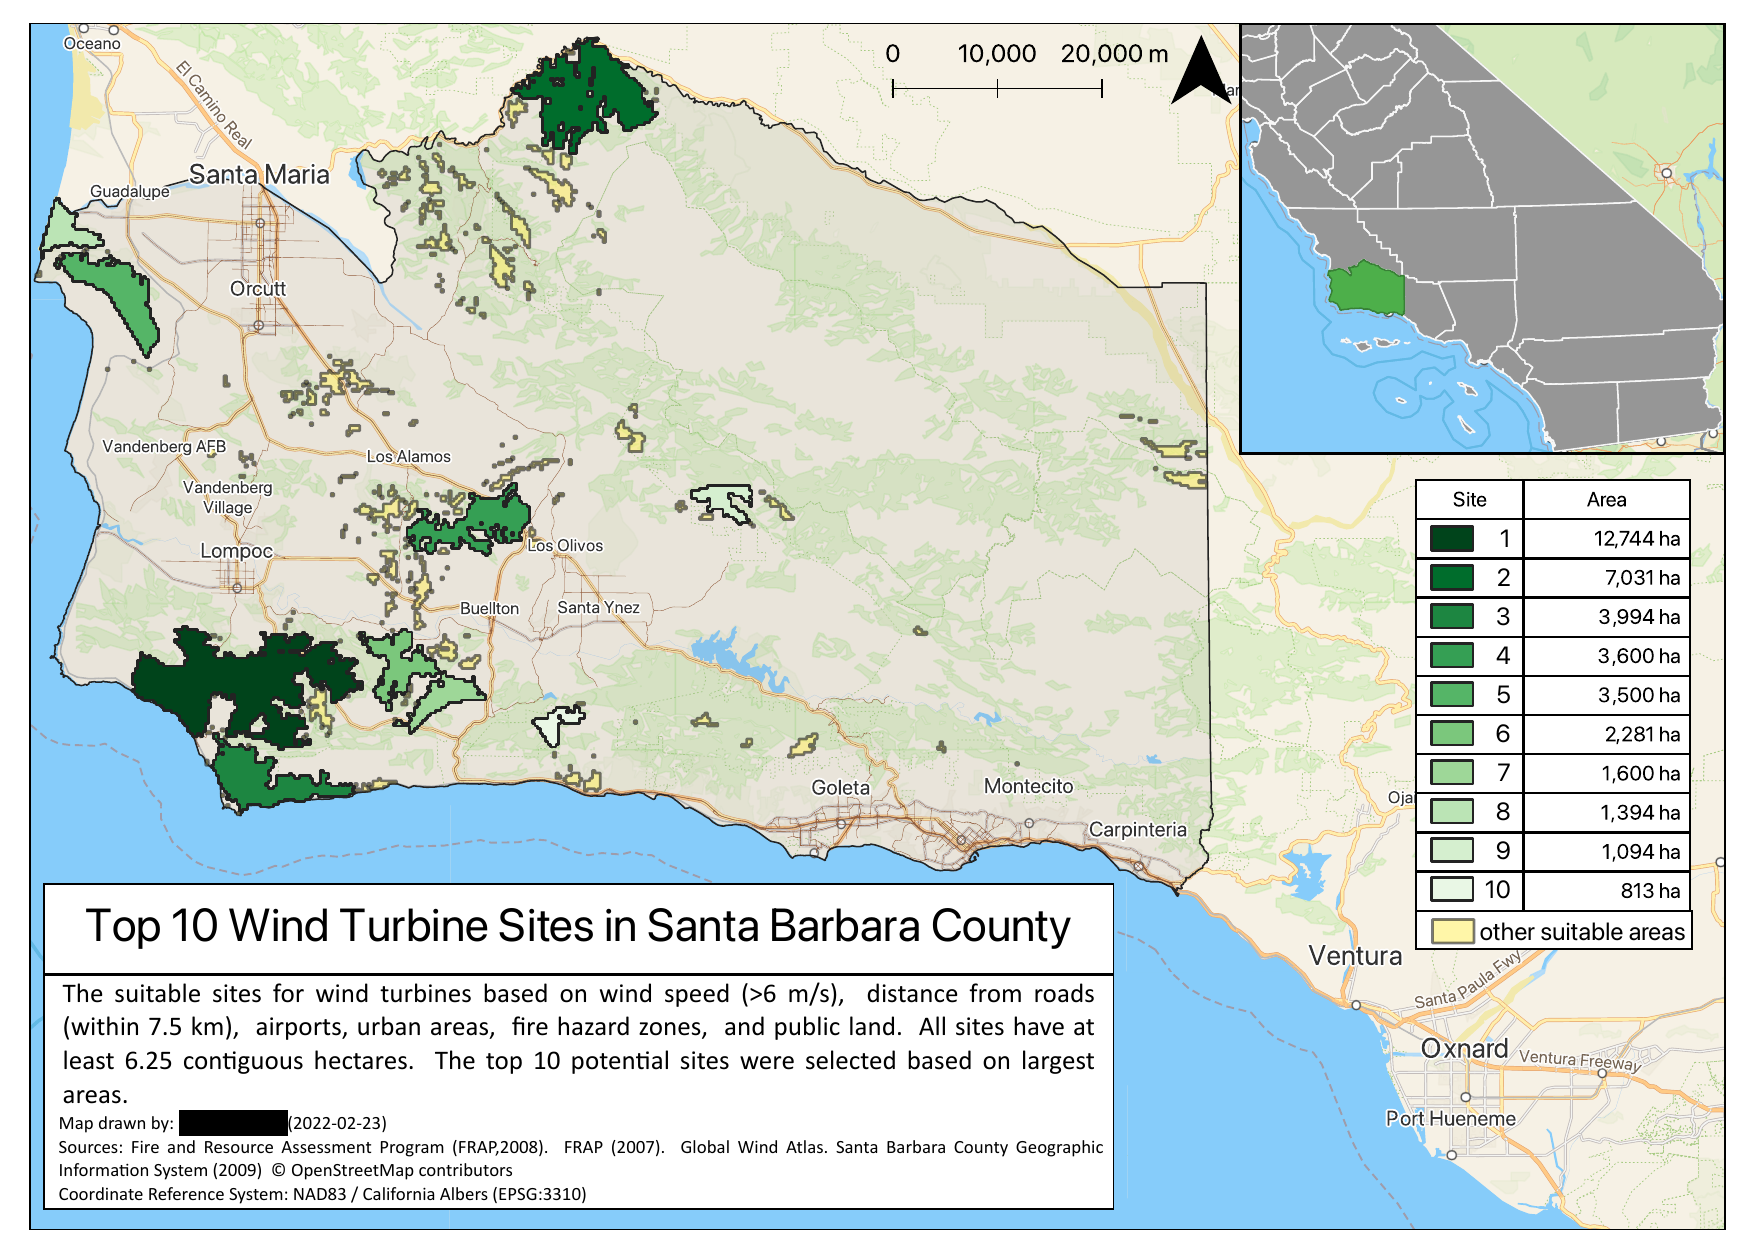 Oceano
El Camino Real
Santa Maria
Guadalupe
Orcutt
0 10,000 20,000 m
Vandenberg AFB
Los Alamos
Vandenberg
Village
Lompoc
Los Olivos
Buellton
Santa Ynez
Goleta
Montecito
Carpinteria
Site Area
1 12,744 ha
2 7,031 ha
3 3,994 ha
4 3,600 ha
5 3,500 ha
6 2,281 ha
7 1,600 ha
8 1,394 ha
9 1,094 ha
10 813 ha
other suitable areas
Ventura
Santa Paula Fwy
Oxnard
Ventura Freeway
Port Hueneme
Top 10 Wind Turbine Sites in Santa Barbara County
The suitable sites for wind turbines based on wind speed (>6 m/s), distance from roads
(within 7.5 km), airports, urban areas, fire hazard zones, and public land. All sites have at
least 6.25 contiguous hectares. The top 10 potential sites were selected based on largest
areas.
Map drawn by: (2022-02-23)
Sources: Fire and Resource Assessment Program (FRAP,2008). FRAP (2007). Global Wind Atlas. Santa Barbara County Geographic
Information System (2009) © OpenStreetMap contributors
Coordinate Reference System: NAD83 / California Albers (EPSG:3310)